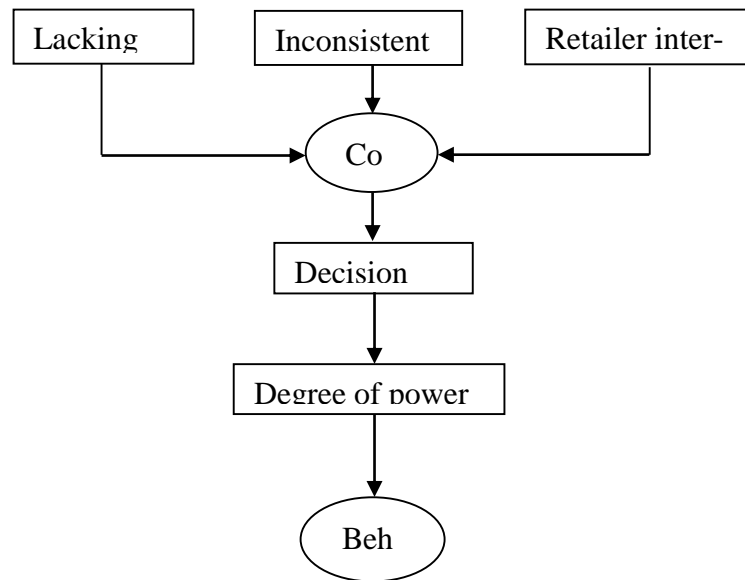 Lacking
Inconsistent
Retailer inter-
Co
Decision
Degree of power
Beh